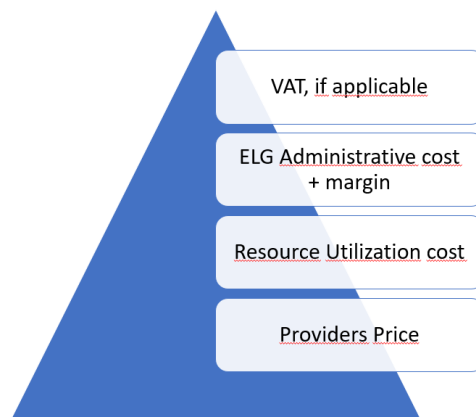 VAT, if applicable
ELG Administrative cost
+ margin
Resource Utilization cost
Providers Price